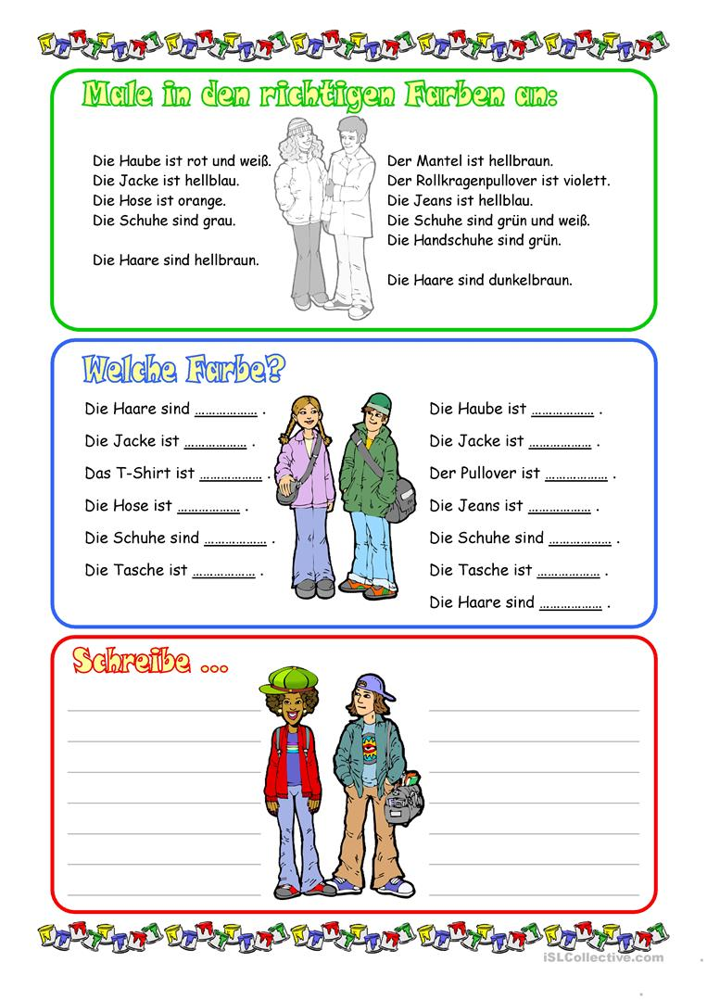 Male in den richtigen Farben an:
Die Haube ist rot und weiß.
Die Jacke ist hellblau.
Die Hose ist orange.
Die Schuhe sind grau.
Die Haare sind hellbraun.
Der Mantel ist hellbraun.
Der Rollkragenpullover ist violett.
Die Jeans ist hellblau.
Die Schuhe sind grün und weiß.
Die Handschuhe sind grün.
Die Haare sind dunkelbraun.
Welche Farbe?
Die Haare sind ……………… .
Die Jacke ist ……………… .
Das T-Shirt ist ……………… .
Die Hose ist ……………… .
Die Schuhe sind ……………… .
Die Tasche ist ……………… .
Die Haube ist ……………… .
Die Jacke ist ……………… .
Der Pullover ist ……………… .
Die Jeans ist ……………… .
Die Schuhe sind ……………… .
Die Tasche ist ……………… .
Die Haare sind ……………… .
Schreibe ...
iSLCollective.com